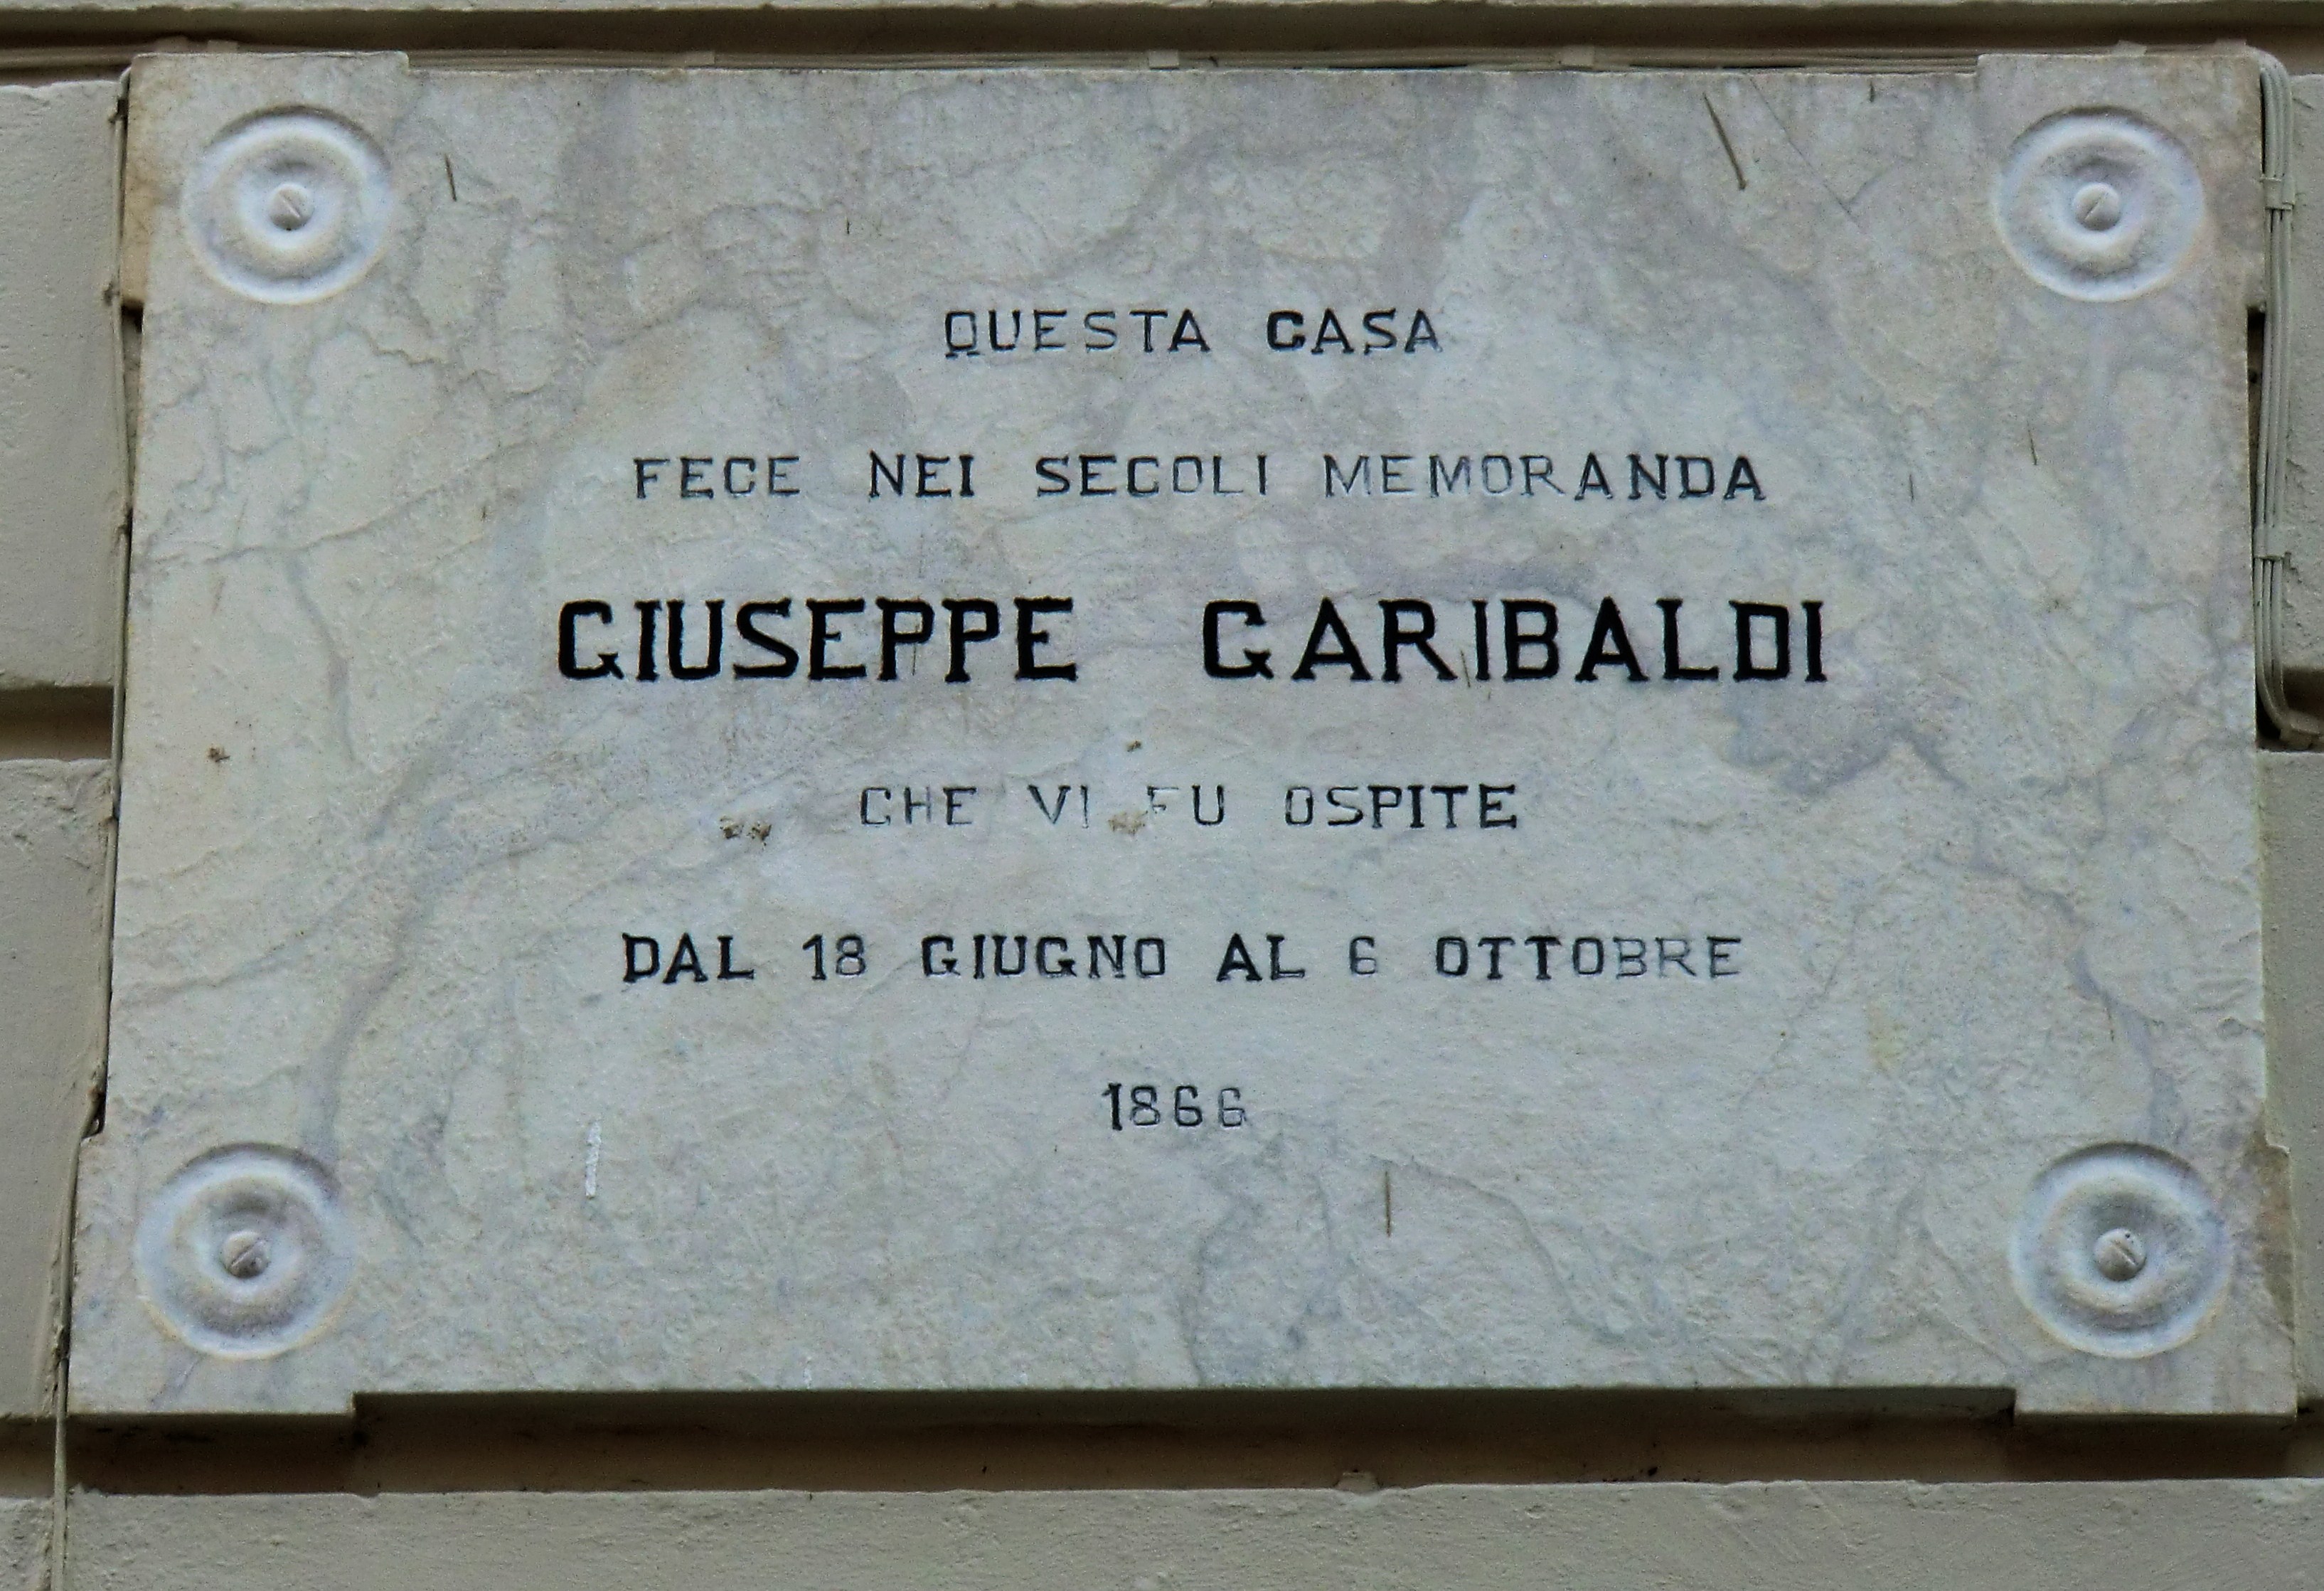 QUESTA CASA
FECE NEI SECOLI MEMORANDA
GIUSEPPE GARIBALDI
CHE VI FU OSPITE
DAL 18 GIUGNO AL 6 OTTOBRE
1866